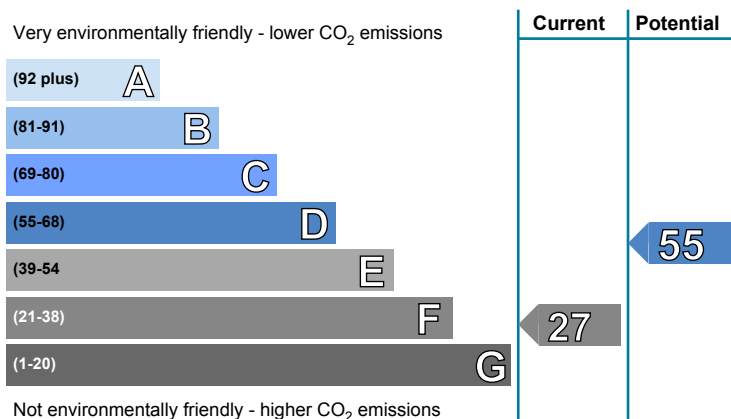 Very environmentally friendly - lower CO2 emissions
Current
Potential
(92 plus) A
(81-91) B
(69-80) C
(55-68) D
55
(39-54 E
(21-38) F
27
(1-20) G
Not environmentally friendly - higher CO2 emissions